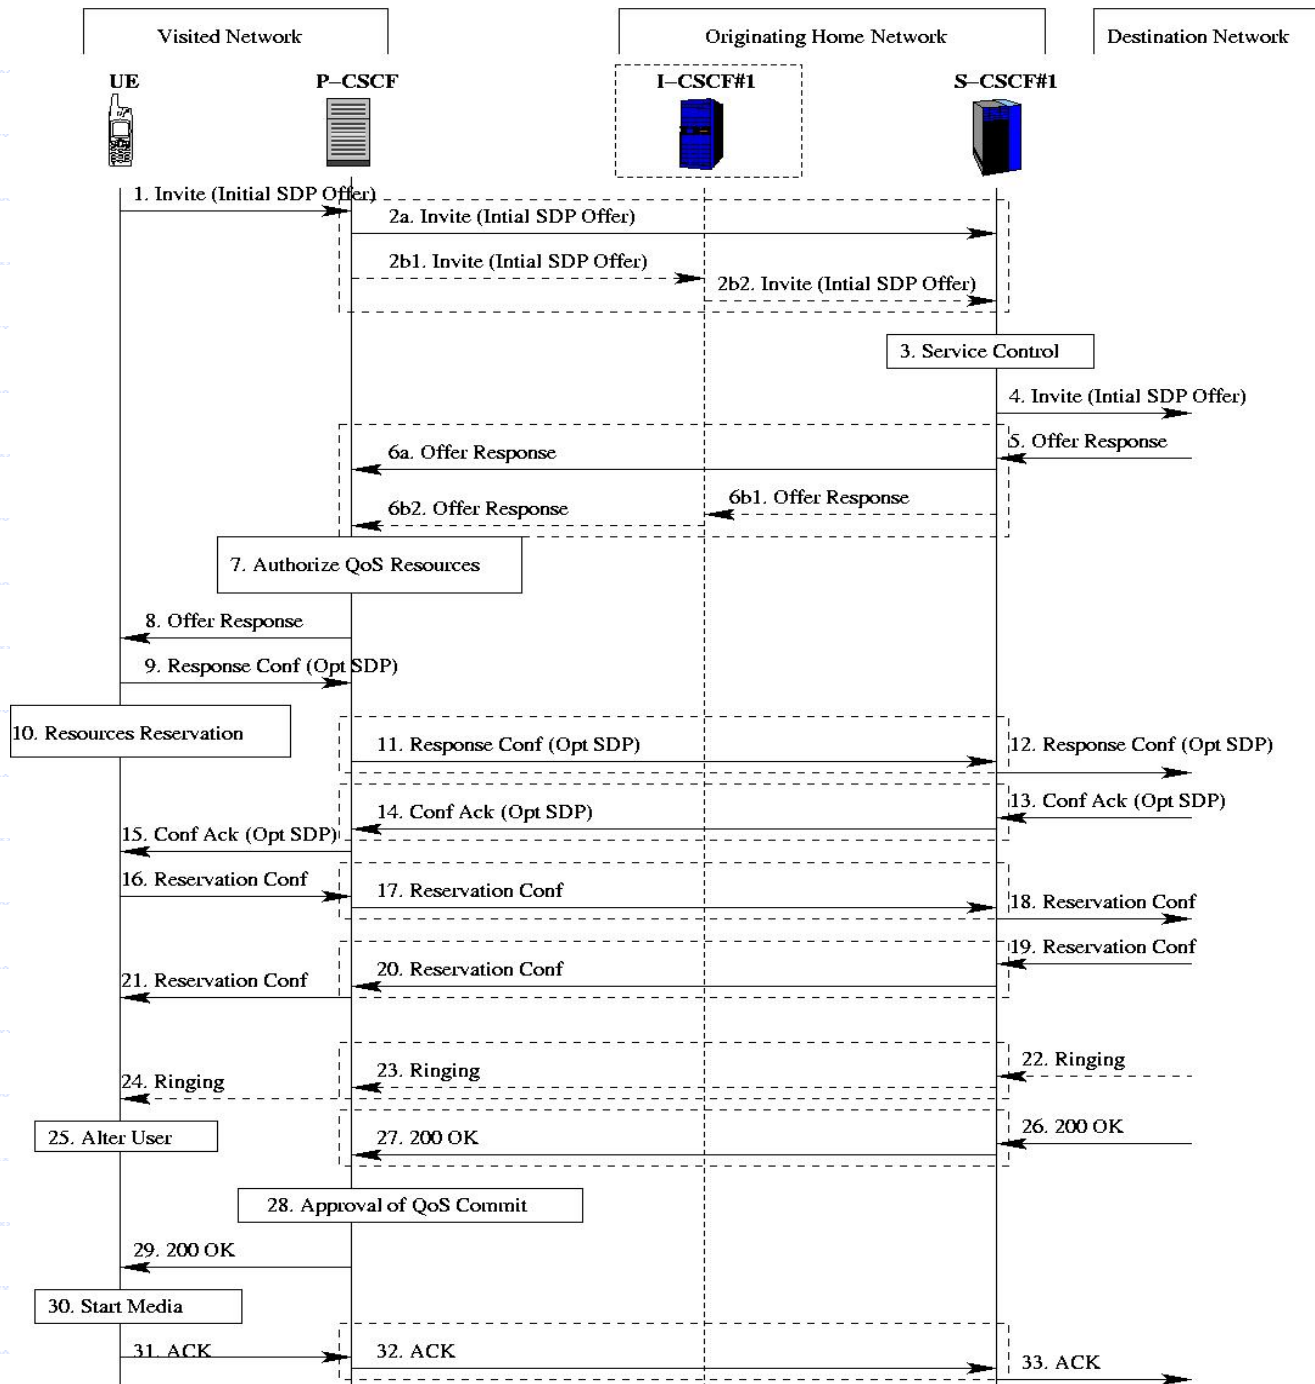 Visited Network
Originating Home Network
Destination Network
UE
P-CSCF
I-CSCF#1
S-CSCF#1
1. Invite (Initial SDP Offer)
2a. Invite (Intial SDP Offer)
2b1. Invite (Intial SDP Offer)
2b2. Invite (Intial SDP Offer)
3. Service Control
4. Invite (Intial SDP Offer)
5. Offer Response
6a. Offer Response
6b1. Offer Response
6b2. Offer Response
7. Authorize QoS Resources
8. Offer Response
9. Response Conf (Opt SDP)
10. Resources Reservation
11. Response Conf (Opt SDP)
12. Response Conf (Opt SDP)
13. Conf Ack (Opt SDP)
14. Conf Ack (Opt SDP)
15. Conf Ack (Opt SDP)
16. Reservation Conf
17. Reservation Conf
18. Reservation Conf
19. Reservation Conf
20. Reservation Conf
21. Reservation Conf
22. Ringing
23. Ringing
24. Ringing
25. Alter User
26. 200 OK
27. 200 OK
28. Approval of QoS Commit
29. 200 OK
30. Start Media
31. ACK
32. ACK
33. ACK